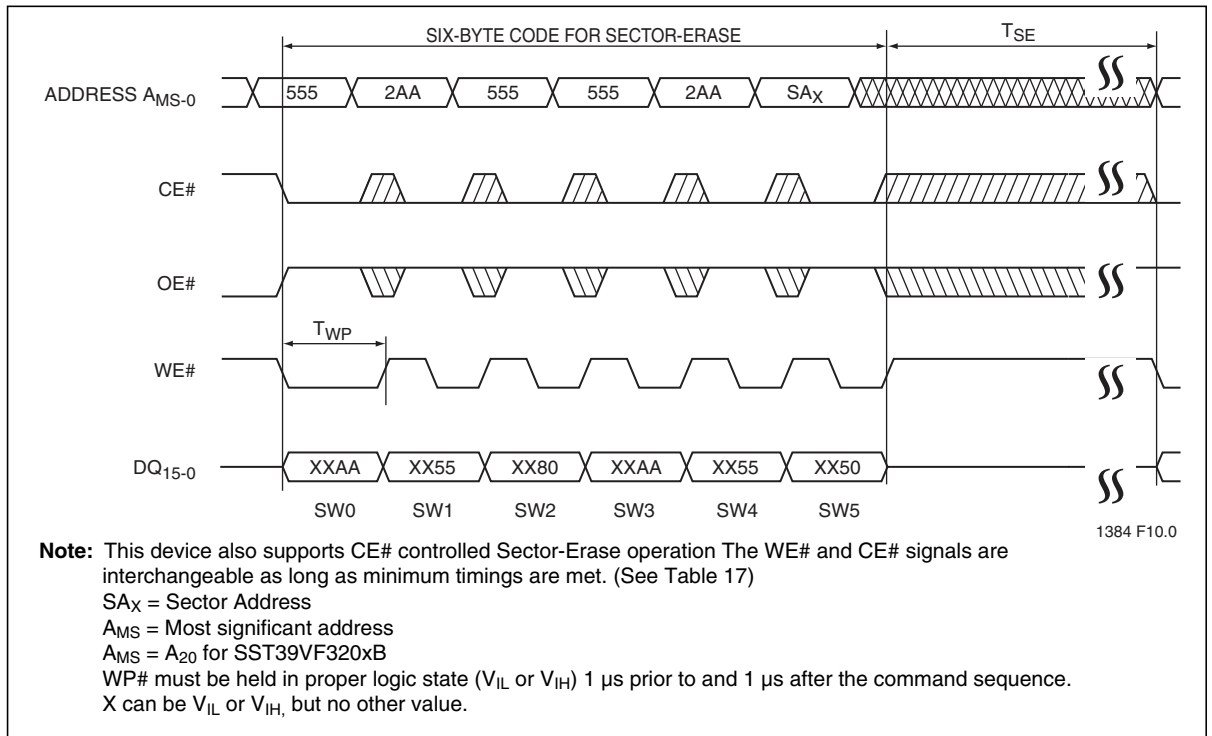 SIX-BYTE CODE FOR SECTOR-ERASE
TSE
ADDRESS AMS-0
555
2AA
555
555
2AA
SAX
CE#
OE#
TWP
WE#
DQ15-0
XXAA
XX55
XX80
XXAA
XX55
XX50
SW0
SW1
SW2
SW3
SW4
SW5
1384 F10.0
Note: This device also supports CE# controlled Sector-Erase operation The WE# and CE# signals are
interchangeable as long as minimum timings are met. (See Table 17)
SAX = Sector Address
AMS = Most significant address
AMS = A20 for SST39VF320xB
WP# must be held in proper logic state (VIL or VIH) 1 µs prior to and 1 µs after the command sequence.
X can be VIL or VIH, but no other value.